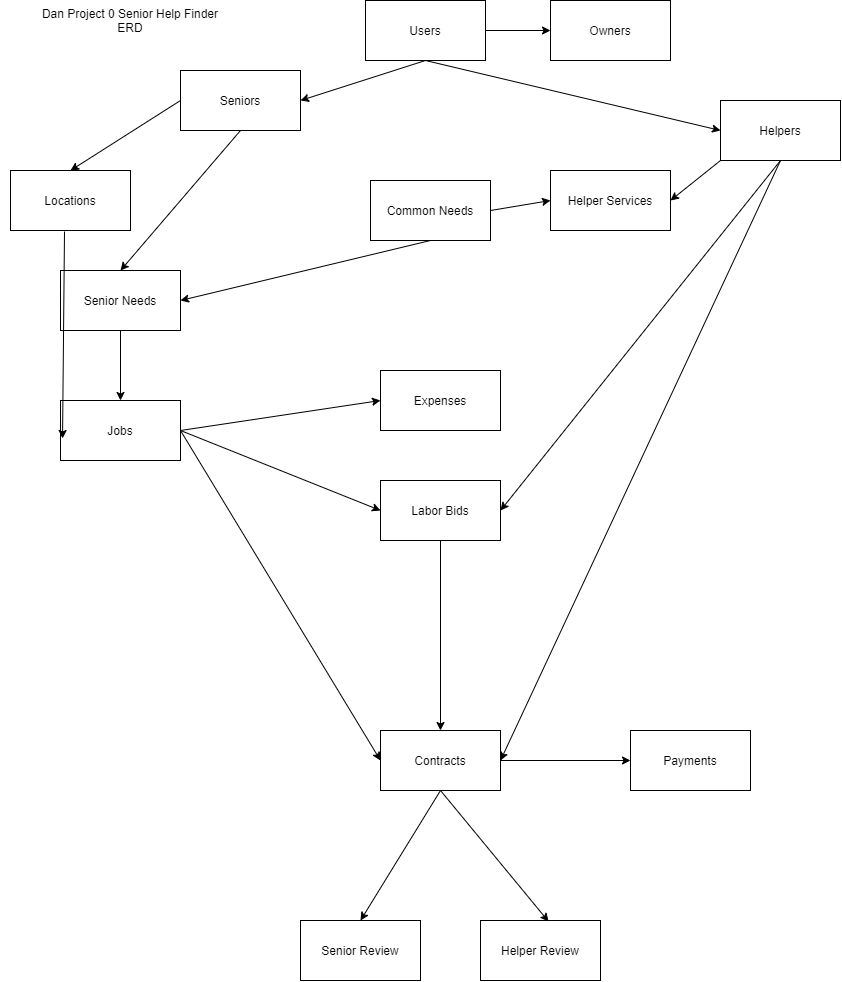 Dan Project 0 Senior Help Finder
ERD
Users
Owners
Seniors
Helpers
Locations
Common Needs
Helper Services
Senior Needs
Jobs
Expenses
Labor Bids
Contracts
Payments
Senior Review
Helper Review